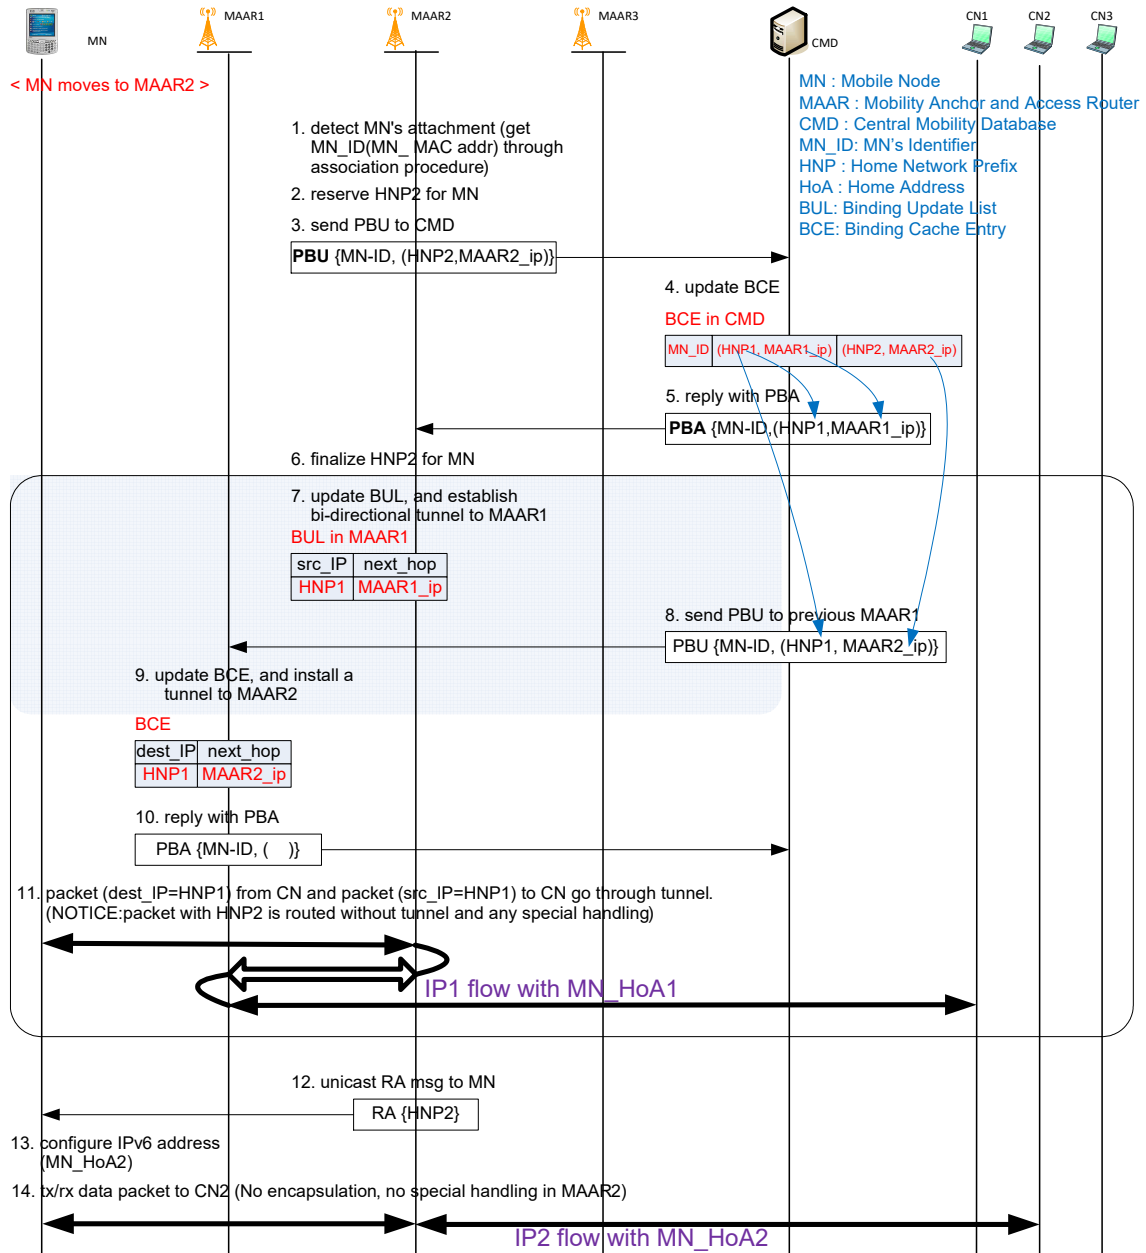 MN
MAAR1
MAAR2
MAAR3
CMD
CN1
CN2
CN3
< MN moves to MAAR2 >
MN : Mobile Node
MAAR : Mobility Anchor and Access Router
CMD : Central Mobility Database
MN_ID: MN's Identifier
HNP : Home Network Prefix
HoA : Home Address
BUL: Binding Update List
BCE: Binding Cache Entry
1. detect MN's attachment (get
MN_ID(MN_ MAC addr) through
association procedure)
2. reserve HNP2 for MN
3. send PBU to CMD
PBU {MN-ID, (HNP2,MAAR2_ip)}
4. update BCE
BCE in CMD
MN_ID (HNP1, MAAR1_ip) (HNP2, MAAR2_ip)
5. reply with PBA
PBA {MN-ID,(HNP1,MAAR1_ip)}
6. finalize HNP2 for MN
7. update BUL, and establish
bi-directional tunnel to MAAR1
BUL in MAAR1
src_IP next_hop
HNP1 MAAR1_ip
8. send PBU to previous MAAR1
PBU {MN-ID, (HNP1, MAAR2_ip)}
9. update BCE, and install a
tunnel to MAAR2
BCE
dest_IP next_hop
HNP1 MAAR2_ip
10. reply with PBA
PBA {MN-ID, ( )}
11. packet (dest_IP=HNP1) from CN and packet (src_IP=HNP1) to CN go through tunnel.
(NOTICE:packet with HNP2 is routed without tunnel and any special handling)
IP1 flow with MN_HoA1
12. unicast RA msg to MN
RA {HNP2}
13. configure IPv6 address
(MN_HoA2)
14. tx/rx data packet to CN2 (No encapsulation, no special handling in MAAR2)
IP2 flow with MN_HoA2